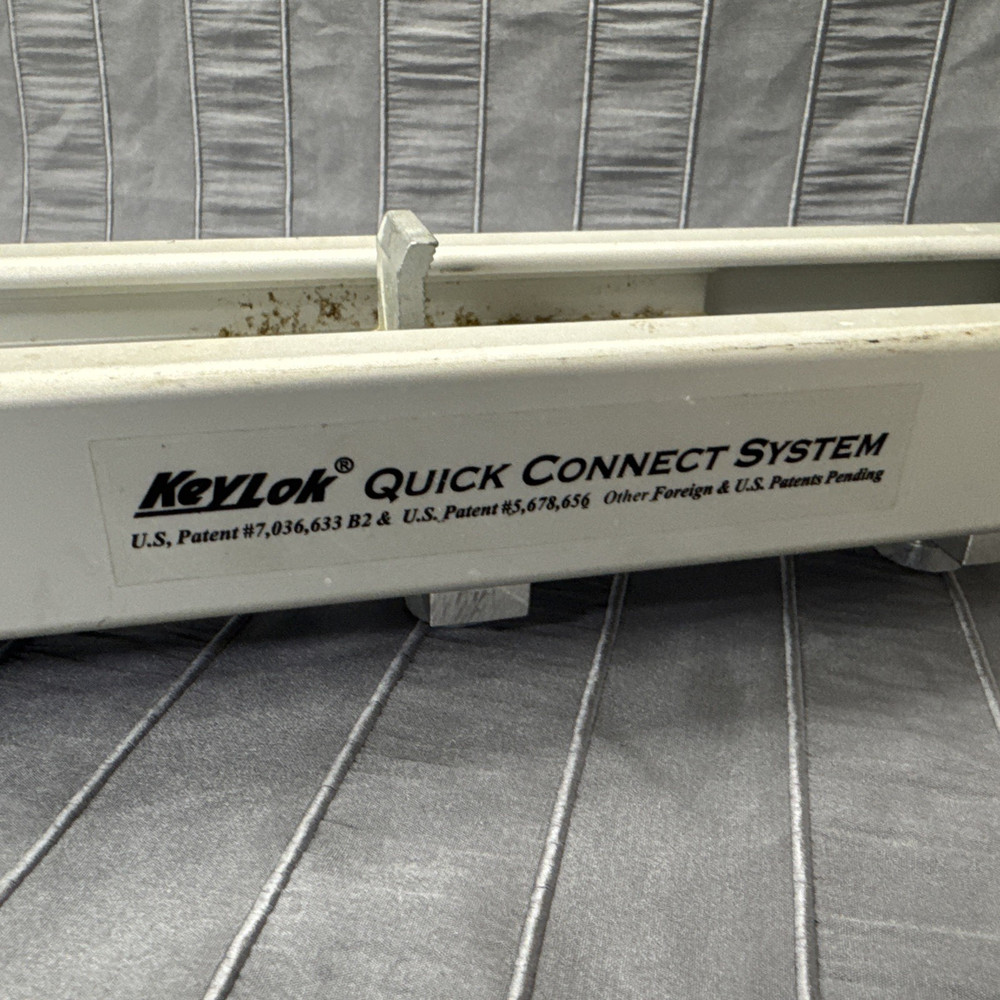 KeyLok® QUICK CONNECT SYSTEM
U.S, Patent #7,036,633 B2 & U.S. Patent #5,678,656 Other Foreign & U.S. Patents Pending